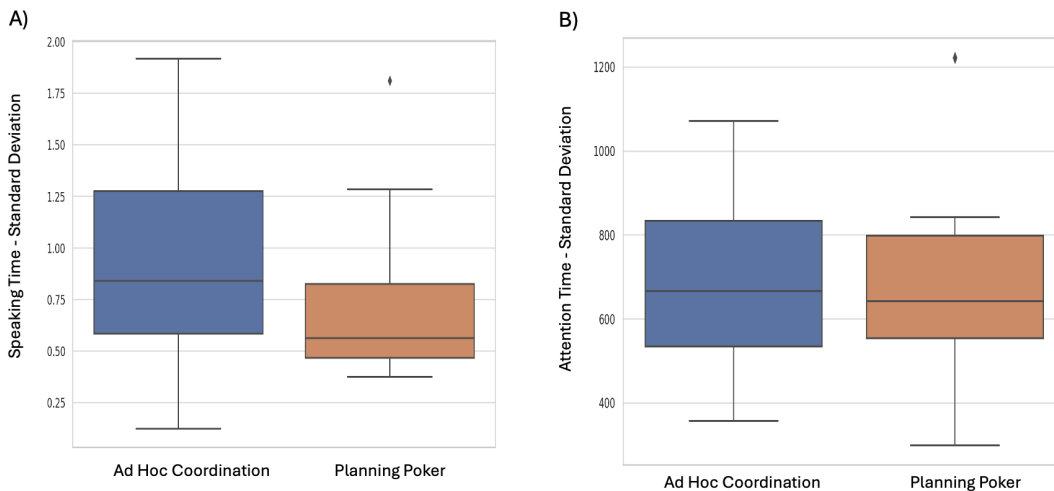 A)
Speaking Time - Standard Deviation
2.00
1.75
1.50
1.25
1.00
0.75
0.50
0.25
Ad Hoc Coordination
Planning Poker
B)
Attention Time - Standard Deviation
1200
1000
800
600
400
Ad Hoc Coordination
Planning Poker